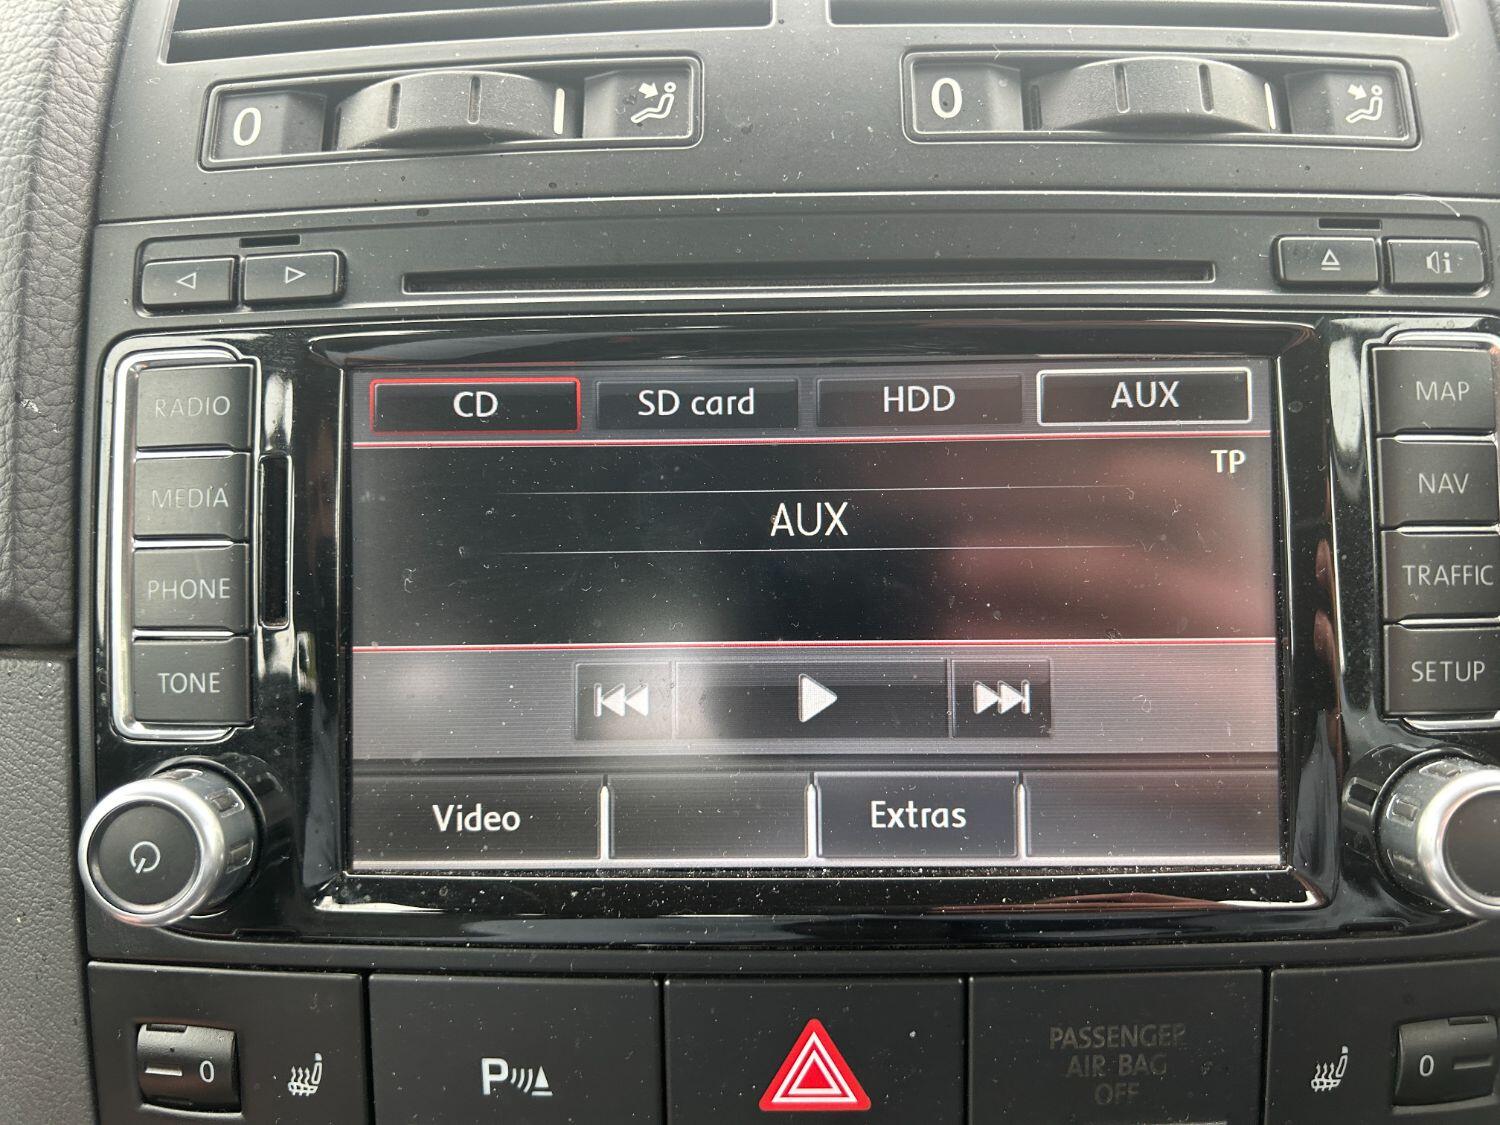 0
0
i
RADIO
MEDIA
PHONE
TONE
CD SD card HDD AUX
TP
AUX
Video Extras
MAP
NAV
TRAFFIC
SETUP
0
P
PASSENGER
AIR BAG
OFF
0